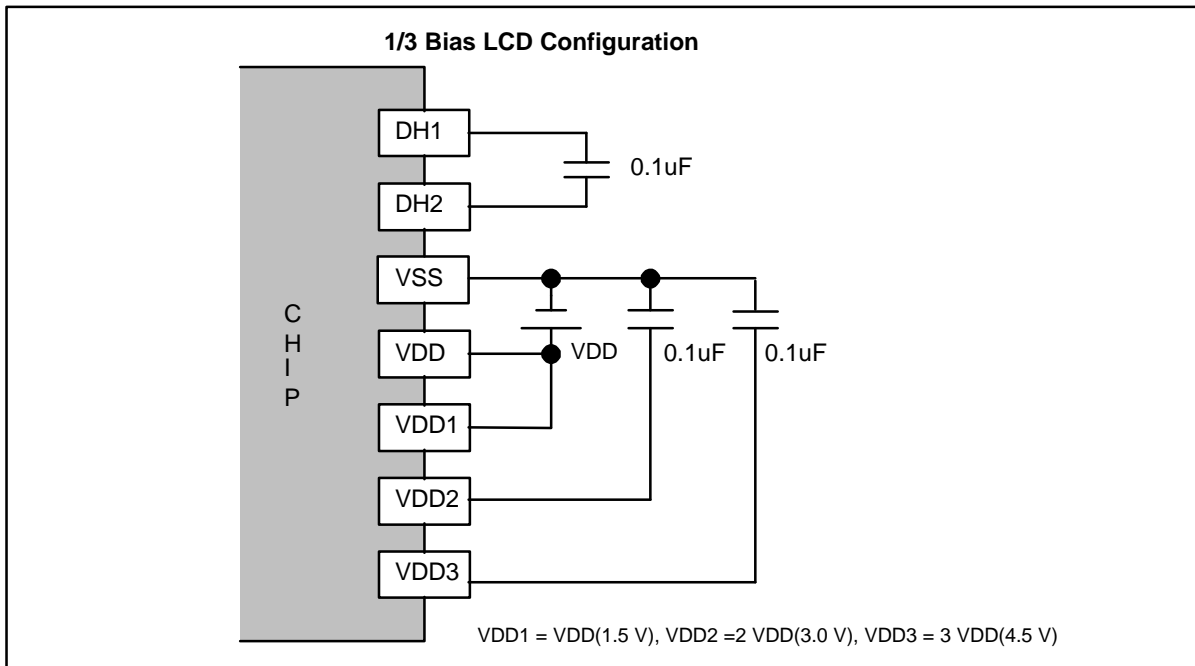 1/3 Bias LCD Configuration
DH1
0.1uF
DH2
VSS
C
H
I
P
VDD
VDD
0.1uF
0.1uF
VDD1
VDD2
VDD3
VDD1 = VDD(1.5 V), VDD2 =2 VDD(3.0 V), VDD3 = 3 VDD(4.5 V)